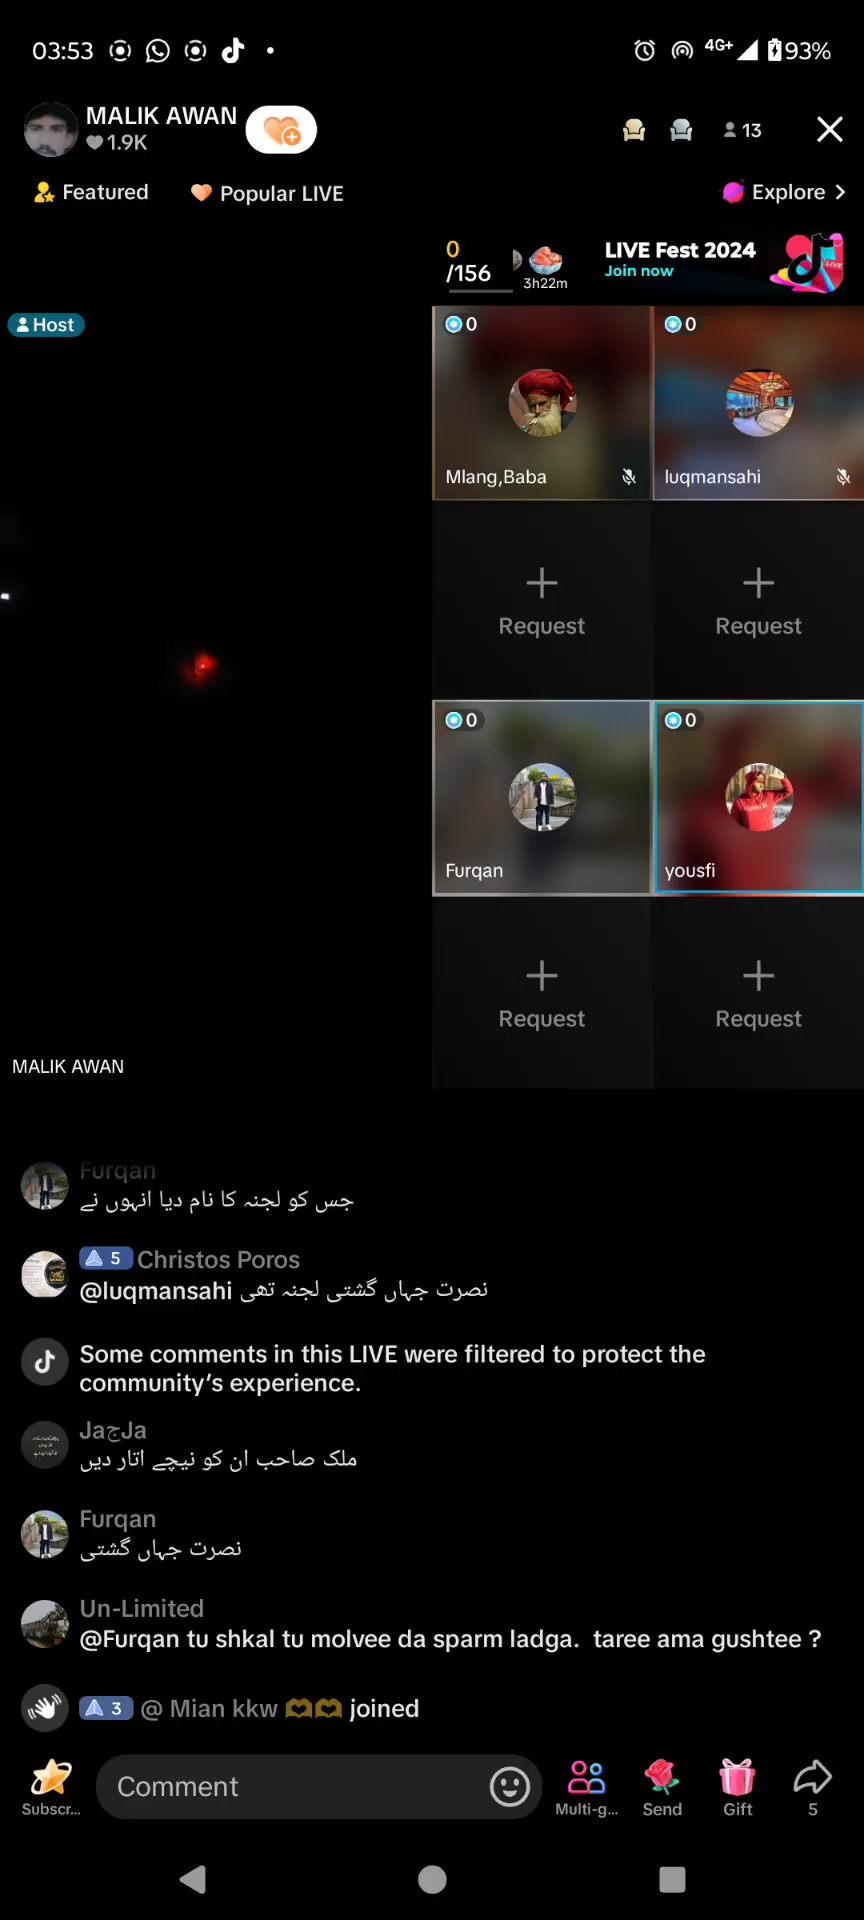 03:53
4G+ 93%
MALIK AWAN
1.9K
13
Featured
Popular LIVE
Explore >
0
/156
3h22m
LIVE Fest 2024
Join now
LIVE
Host
0
0
Mlang,Baba
luqmansahi
+
+
Request
Request
0
0
Furqan
yousfi
+
+
Request
Request
MALIK AWAN
Furqan
جس کو لجنہ کا نام دیا انہوں نے
5 Christos Poros
@luqmansahi نصرت جہاں گشتی لجنہ تھی
Some comments in this LIVE were filtered to protect the
community's experience.
JaججJa
ملک صاحب ان کو نیچے اتار دیں
Furqan
نصرت جہاں گشتی
Un-Limited
@Furqan tu shkal tu molvee da sparm ladga. taree ama gushtee ?
3 @ Mian kkw 🫶🫶 joined
Subscr...
Comment
Multi-g...
Send
Gift
5